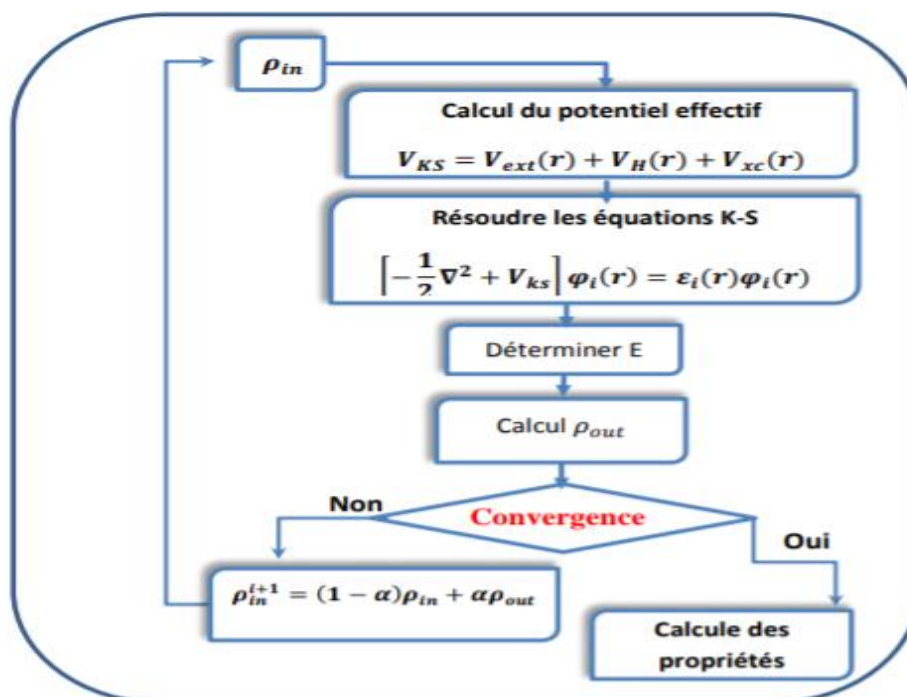 ρ_in
Calcul du potentiel effectif
V_KS = V_ext(r) + V_H(r) + V_xc(r)
Résoudre les équations K-S
[−1/2 ∇² + V_ks] φ_i(r) = ε_i(r)φ_i(r)
Déterminer E
Calcul ρ_out
Convergence
Non
Oui
ρ_in^{i+1} = (1 − α)ρ_in + αρ_out
Calcule des
propriétés